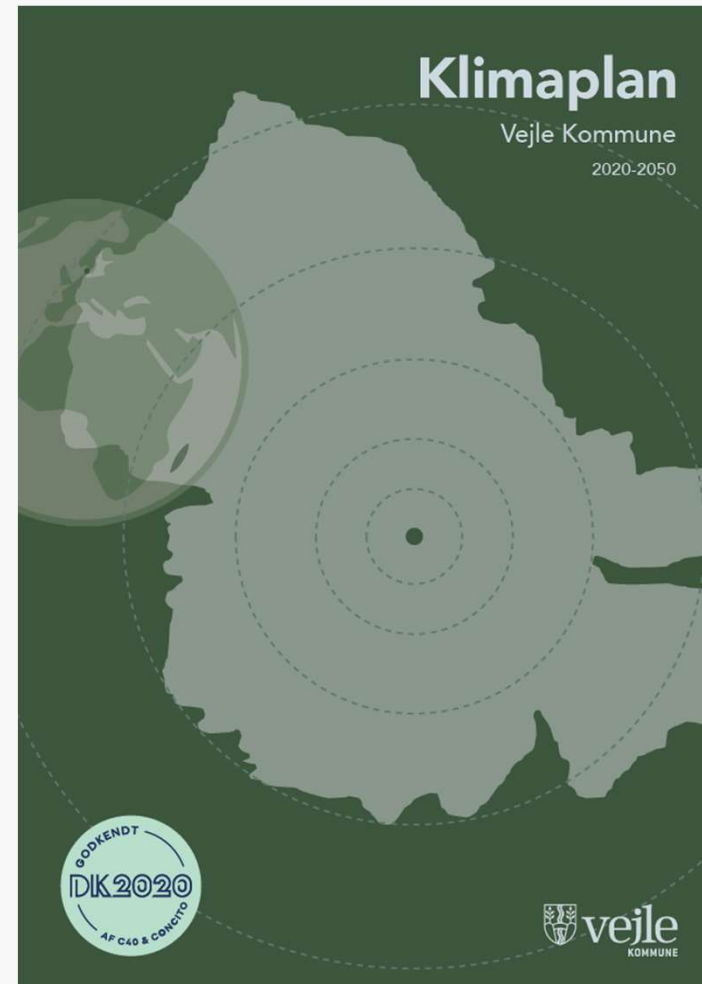 Klimaplan
Vejle Kommune
2020-2050
GODKENDT
DK2020
AF C40 & CONCITO
vejle
KOMMUNE